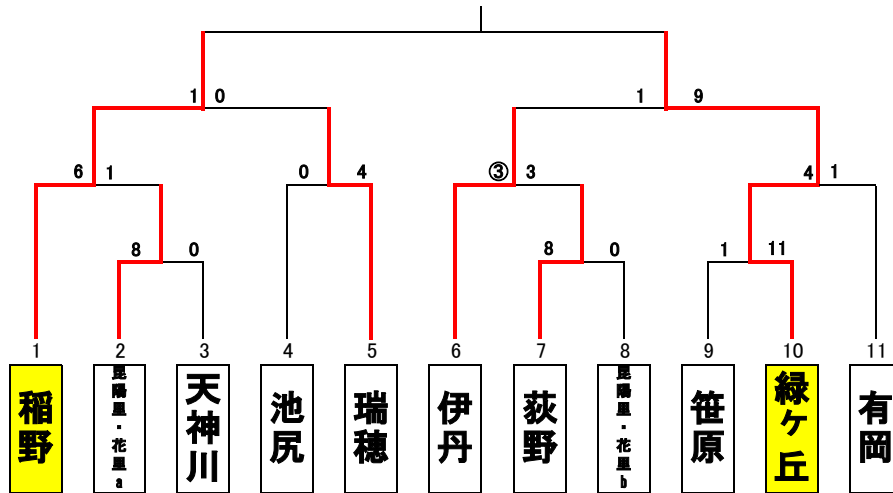 1 0
1 9
6 1
0 4
③ 3
4 1
8 0
8 0
1 11
1 2 3 4 5 6 7 8 9 10 11
稲野
昆陽里・花里a
天神川
池尻
瑞穂
伊丹
荻野
昆陽里・花里b
笹原
緑ケ丘
有岡